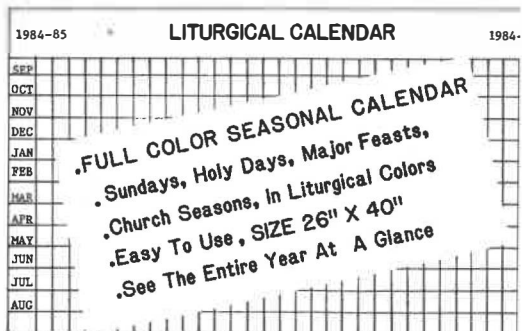 1984-85 LITURGICAL CALENDAR 1984-
SEP
OCT
NOV
DEC
JAN
FEB
MAR
APR
MAY
JUN
JUL
AUG
.FULL COLOR SEASONAL CALENDAR
.Sundays, Holy Days, Major Feasts,
.Church Seasons, In Liturgical Colors
.Easy To Use, SIZE 26" X 40"
.See The Entire Year At A Glance